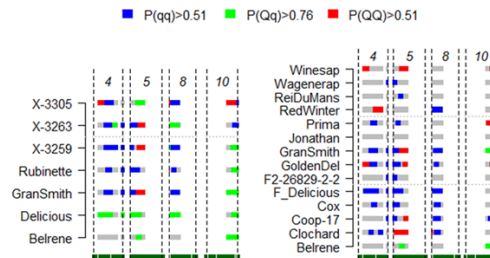 P(qq)>0.51 P(Qq)>0.76 P(QQ)>0.51
4 5 8 10
X-3305
X-3263
X-3259
Rubinette
GranSmith
Delicious
Belrene
4 5 8 10
Winesap
Wagenerap
ReiDuMans
RedWinter
Prima
Jonathan
GranSmith
GoldenDel
F2-26829-2-2
F_Delicious
Cox
Coop-17
Clochard
Belrene